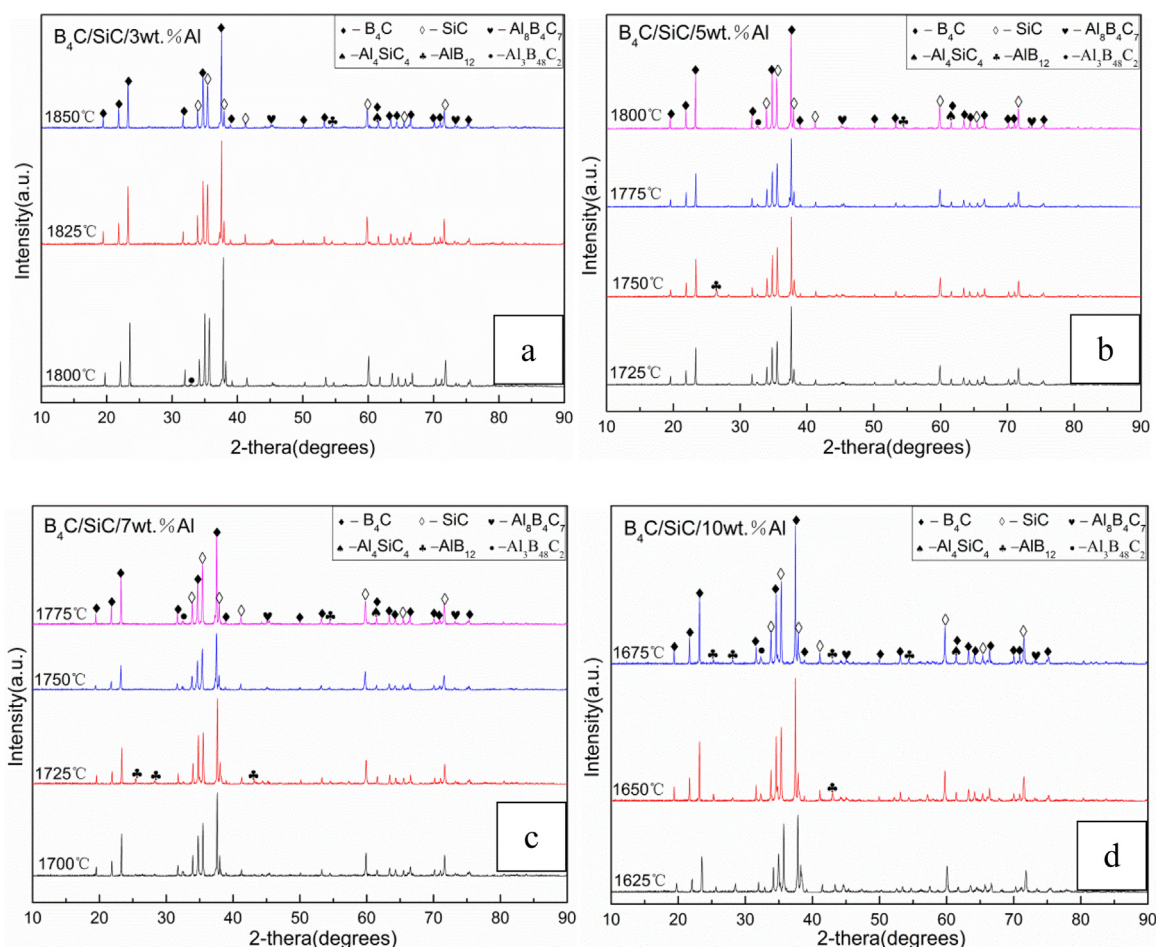 B₄C/SiC/3wt.%Al
♦– B₄C ◊– SiC ♥– Al₈B₄C₇
♠–Al₄SiC₄ ♣–AlB₁₂ ●–Al₃B₄₈C₂
1850℃
1825℃
1800℃
a
Intensity(a.u.)
10 20 30 40 50 60 70 80 90
2-thera(degrees)
B₄C/SiC/5wt.%Al
♦– B₄C ◊– SiC ♥– Al₈B₄C₇
♠–Al₄SiC₄ ♣–AlB₁₂ ●–Al₃B₄₈C₂
1800℃
1775℃
1750℃
1725℃
b
Intensity(a.u.)
10 20 30 40 50 60 70 80 90
2-thera(degrees)
B₄C/SiC/7wt.%Al
♦– B₄C ◊– SiC ♥– Al₈B₄C₇
♠–Al₄SiC₄ ♣–AlB₁₂ ●–Al₃B₄₈C₂
1775℃
1750℃
1725℃
1700℃
c
Intensity(a.u.)
10 20 30 40 50 60 70 80 90
2-thera(degrees)
B₄C/SiC/10wt.%Al
♦– B₄C ◊– SiC ♥– Al₈B₄C₇
♠–Al₄SiC₄ ♣–AlB₁₂ ●–Al₃B₄₈C₂
1675℃
1650℃
1625℃
d
Intensity(a.u.)
10 20 30 40 50 60 70 80 90
2-thera(degrees)